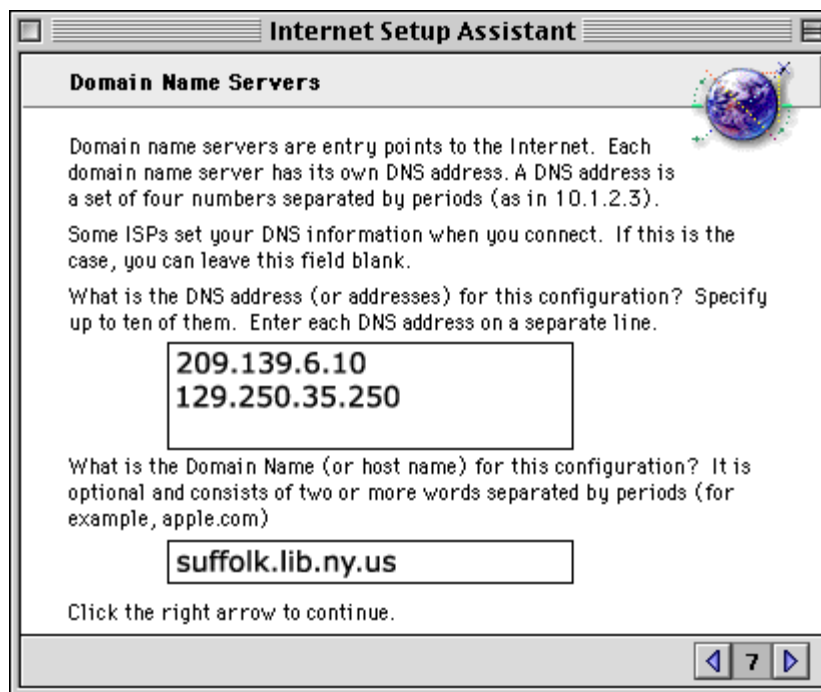 Internet Setup Assistant
Domain Name Servers
Domain name servers are entry points to the Internet. Each
domain name server has its own DNS address. A DNS address is
a set of four numbers separated by periods (as in 10.1.2.3).
Some ISPs set your DNS information when you connect. If this is the
case, you can leave this field blank.
What is the DNS address (or addresses) for this configuration? Specify
up to ten of them. Enter each DNS address on a separate line.
209.139.6.10
129.250.35.250
What is the Domain Name (or host name) for this configuration? It is
optional and consists of two or more words separated by periods (for
example, apple.com)
suffolk.lib.ny.us
Click the right arrow to continue.
7